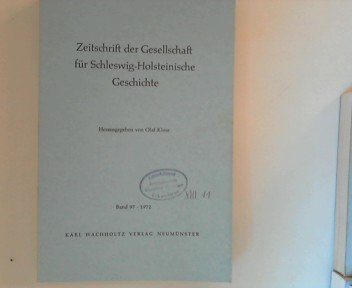 Zeitschrift der Gesellschaft
für Schleswig-Holsteinische
Geschichte
Herausgegeben von Olaf Klose
Band 97 · 1972
KARL WACHHOLTZ VERLAG NEUMÜNSTER